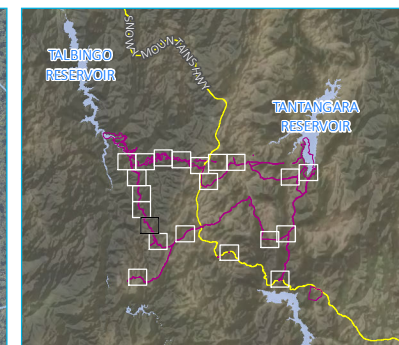 SNOWY
MOUNTAINS HWY
TALBINGO
RESERVOIR
TANTANGARA
RESERVOIR